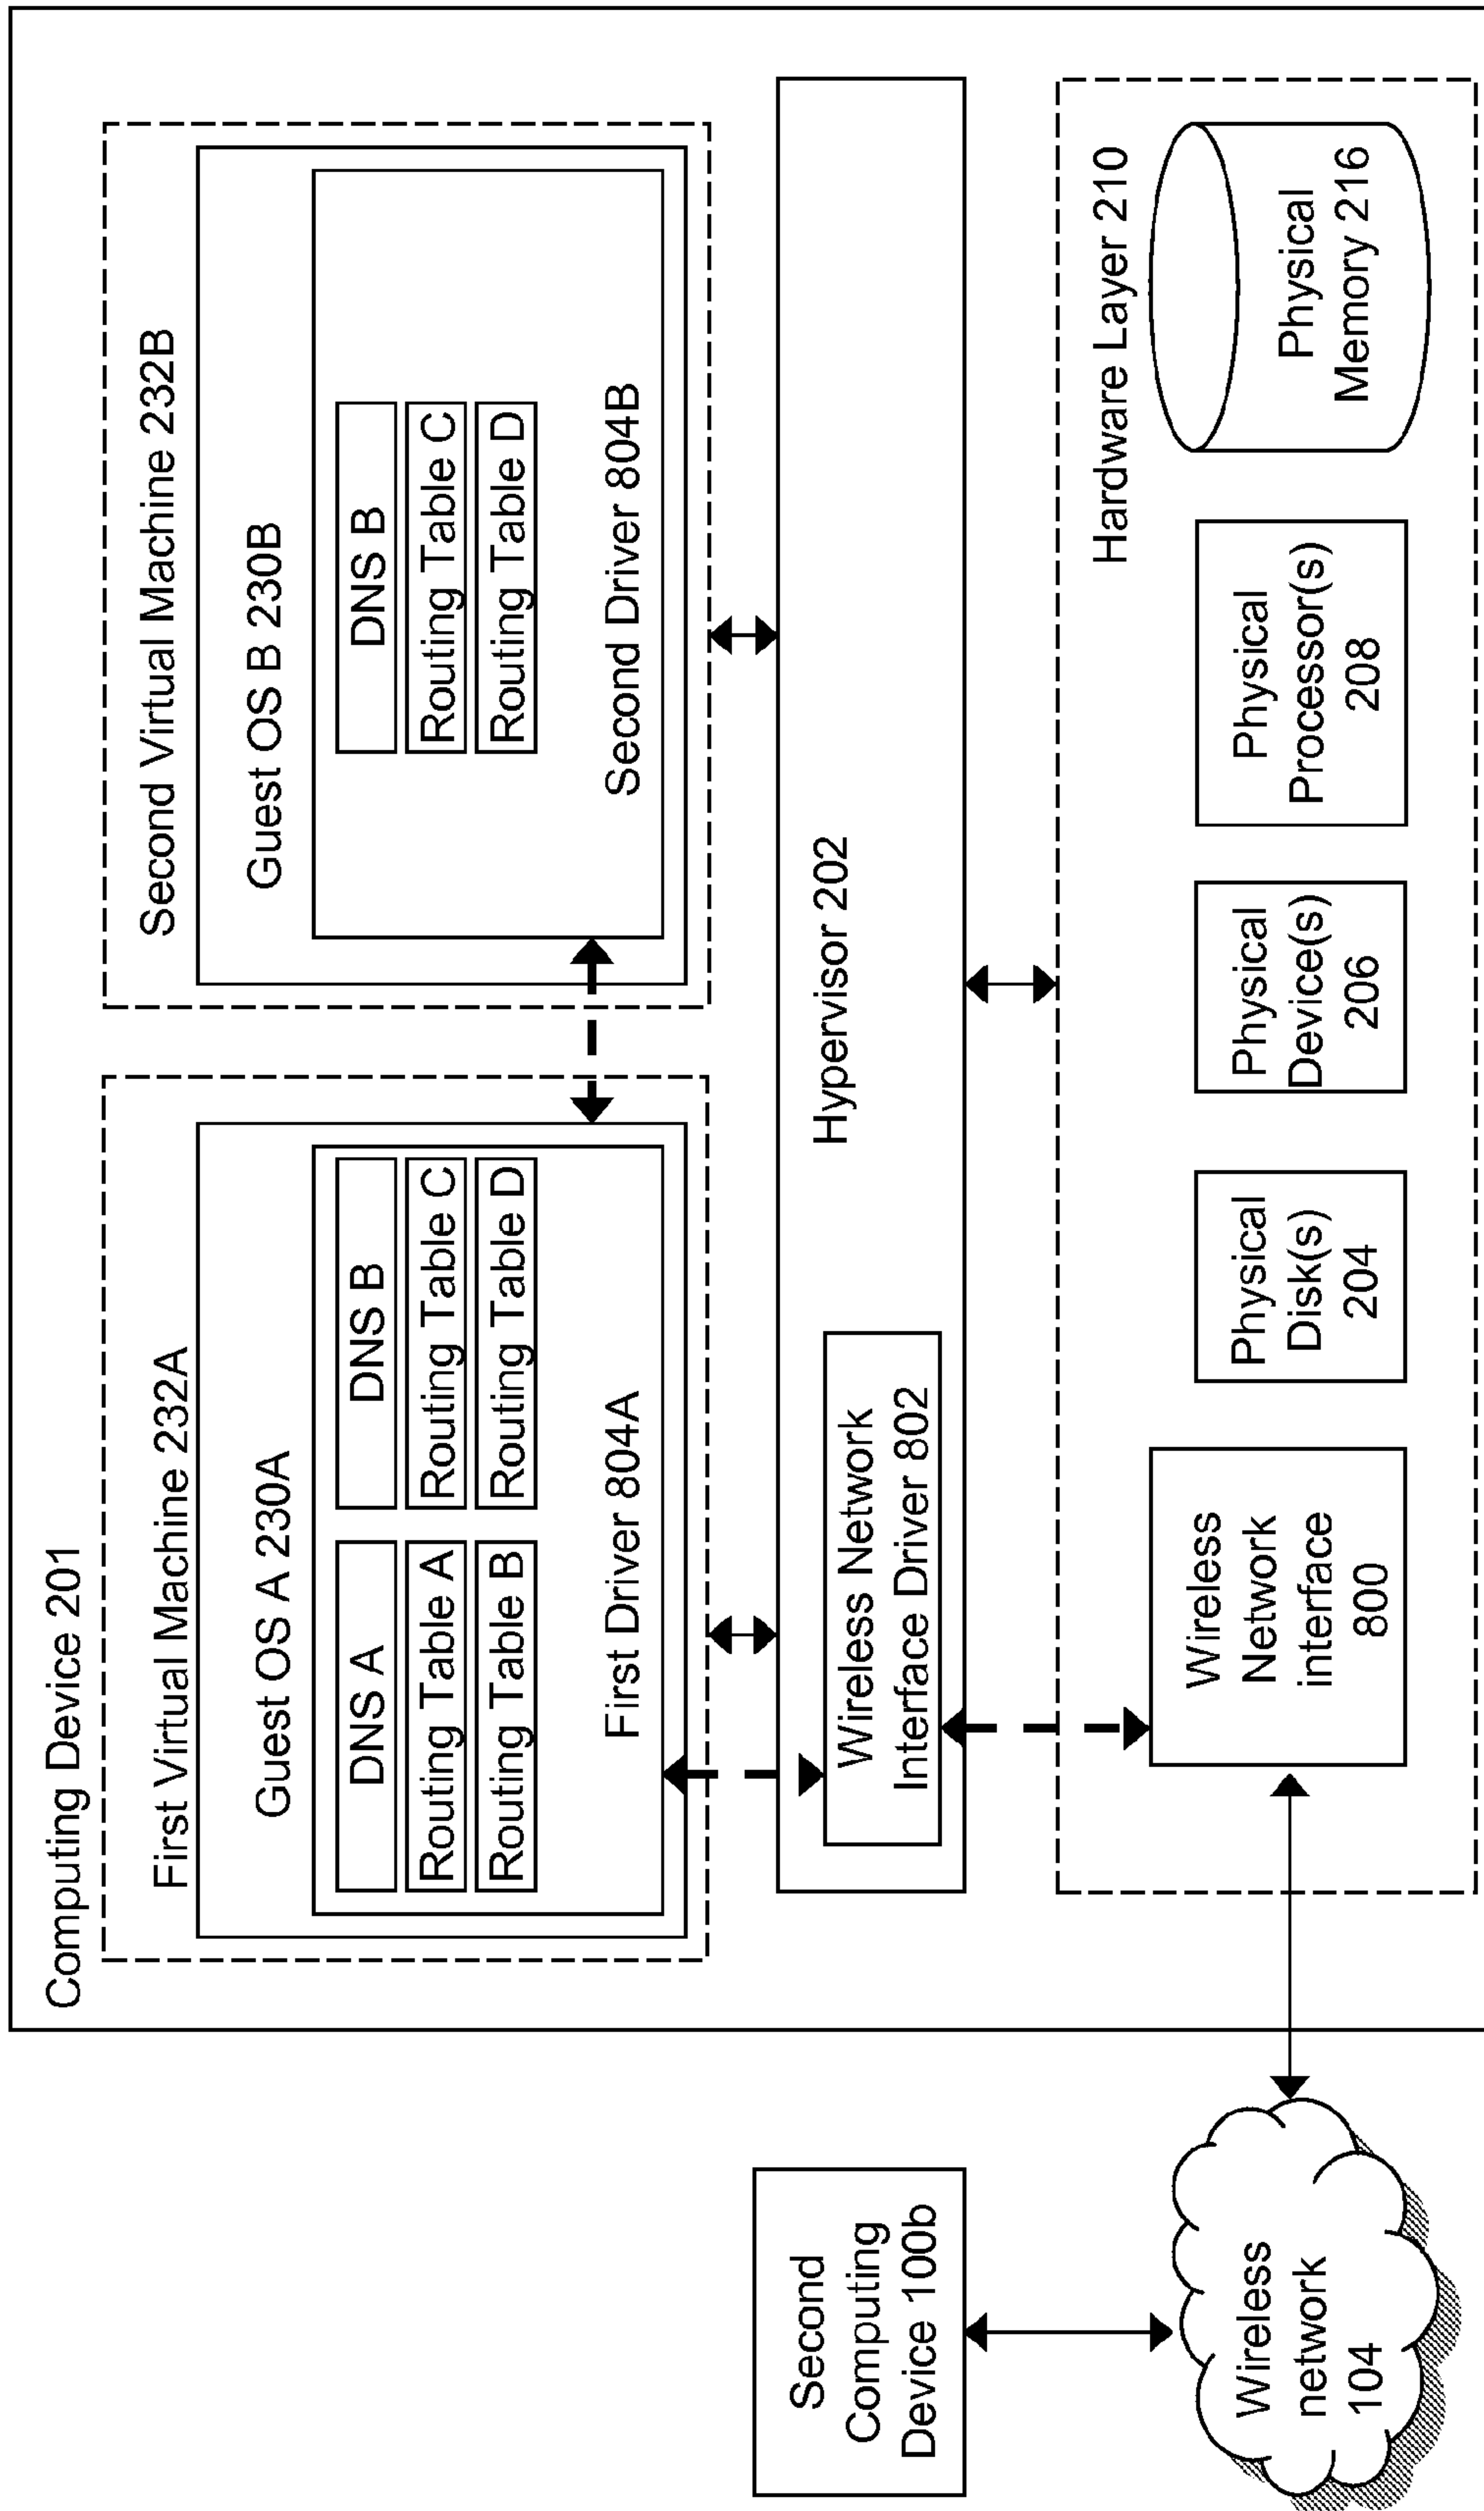 Computing Device 201
First Virtual Machine 232A
Guest OS A 230A
DNS A
Routing Table A
Routing Table B
DNS B
Routing Table C
Routing Table D
First Driver 804A
Second Virtual Machine 232B
Guest OS B 230B
DNS B
Routing Table C
Routing Table D
Second Driver 804B
Hypervisor 202
Wireless Network
Interface Driver 802
Hardware Layer 210
Wireless
Network
interface
800
Physical
Disk(s)
204
Physical
Device(s)
206
Physical
Processor(s)
208
Physical
Memory 216
Second
Computing
Device 100b
Wireless
network
104